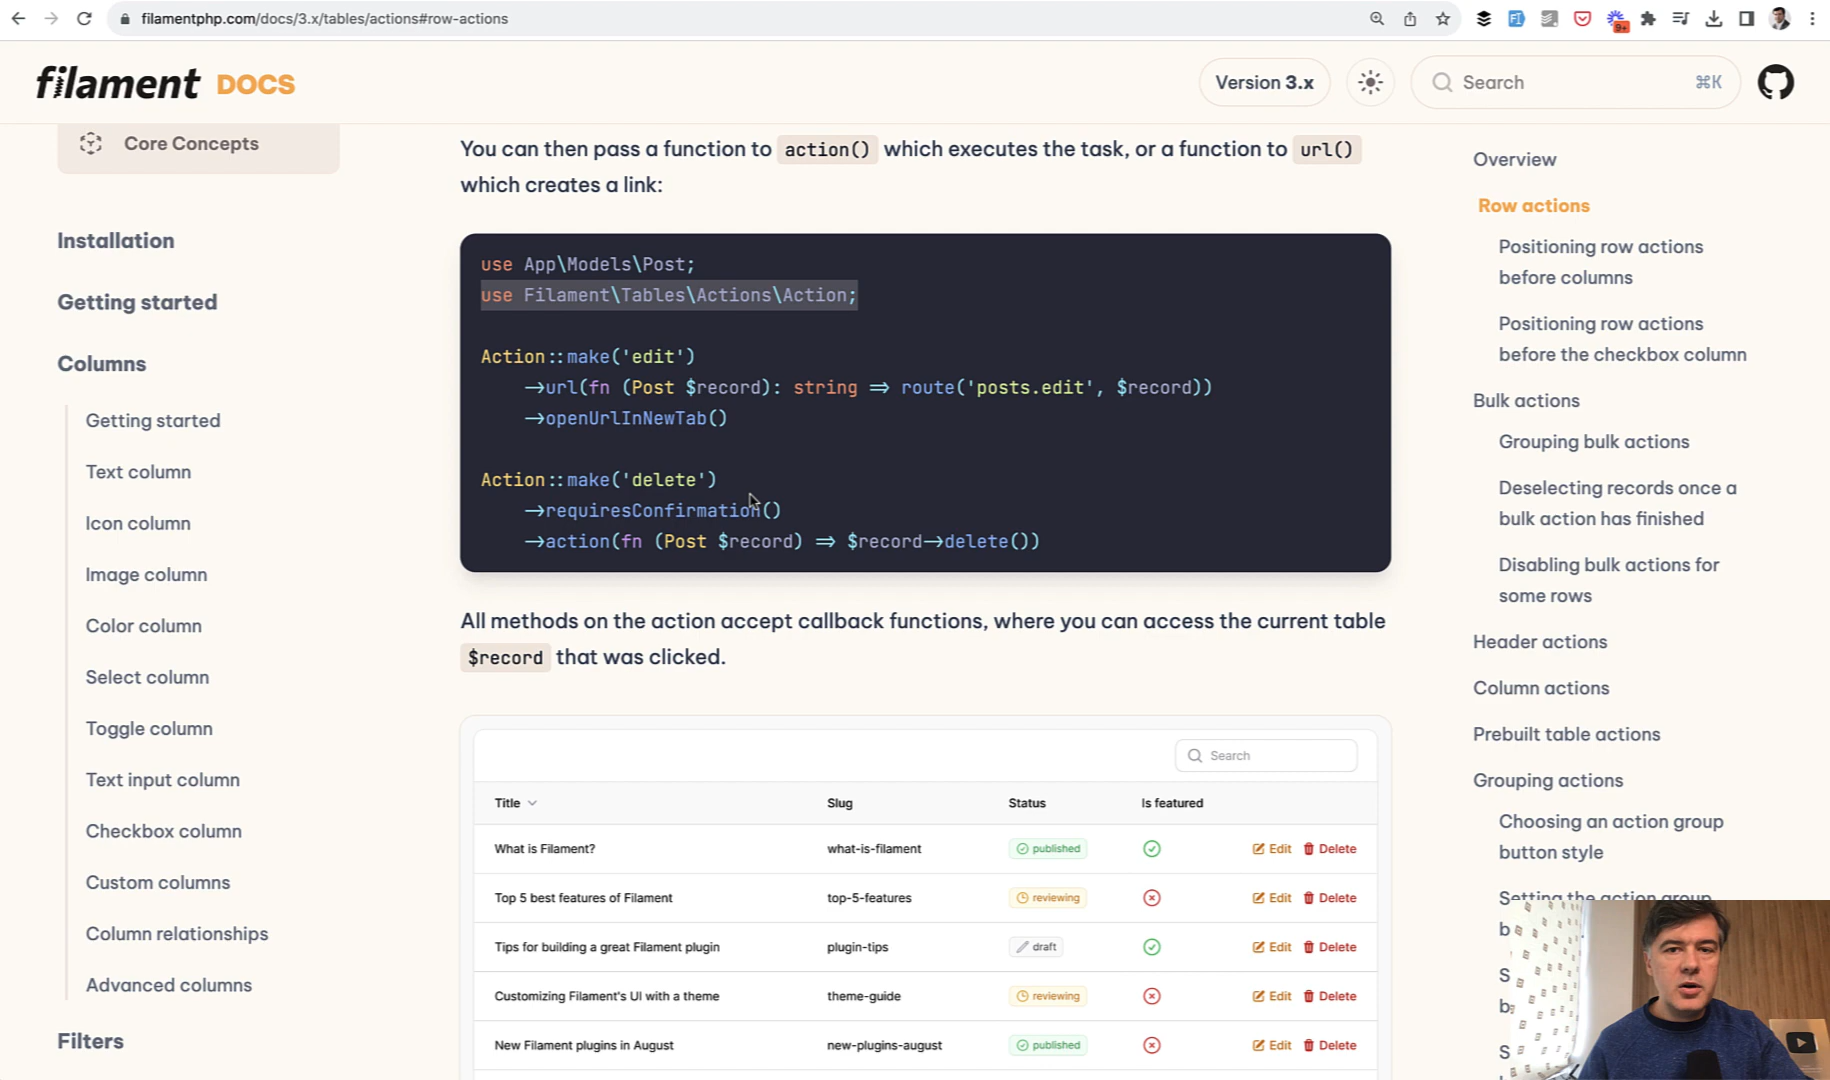 filamentphp.com/docs/3.x/tables/actions#row-actions
9+
filament DOCS
Version 3.x
Search
⌘K
Core Concepts
Installation
Getting started
Columns
Getting started
Text column
Icon column
Image column
Color column
Select column
Toggle column
Text input column
Checkbox column
Custom columns
Column relationships
Advanced columns
Filters
You can then pass a function to action() which executes the task, or a function to url()
which creates a link:
use App\Models\Post;
use Filament\Tables\Actions\Action;
Action::make('edit')
->url(fn (Post $record): string => route('posts.edit', $record))
->openUrlInNewTab()
Action::make('delete')
->requiresConfirmation()
->action(fn (Post $record) => $record->delete())
All methods on the action accept callback functions, where you can access the current table
$record that was clicked.
Search
Title Slug Status Is featured
What is Filament? what-is-filament published Edit Delete
Top 5 best features of Filament top-5-features reviewing Edit Delete
Tips for building a great Filament plugin plugin-tips draft Edit Delete
Customizing Filament's UI with a theme theme-guide reviewing Edit Delete
New Filament plugins in August new-plugins-august published Edit Delete
Overview
Row actions
Positioning row actions
before columns
Positioning row actions
before the checkbox column
Bulk actions
Grouping bulk actions
Deselecting records once a
bulk action has finished
Disabling bulk actions for
some rows
Header actions
Column actions
Prebuilt table actions
Grouping actions
Choosing an action group
button style
Setting the action group